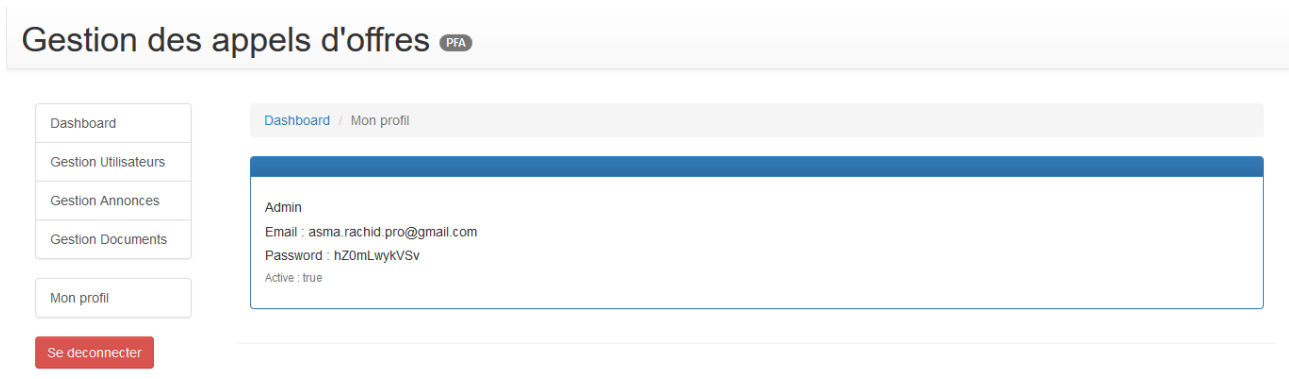 Gestion des appels d'offres PFA
Dashboard
Gestion Utilisateurs
Gestion Annonces
Gestion Documents
Mon profil
Se deconnecter
Dashboard / Mon profil
Admin
Email : asma.rachid.pro@gmail.com
Password : hZ0mLwykVSv
Active : true